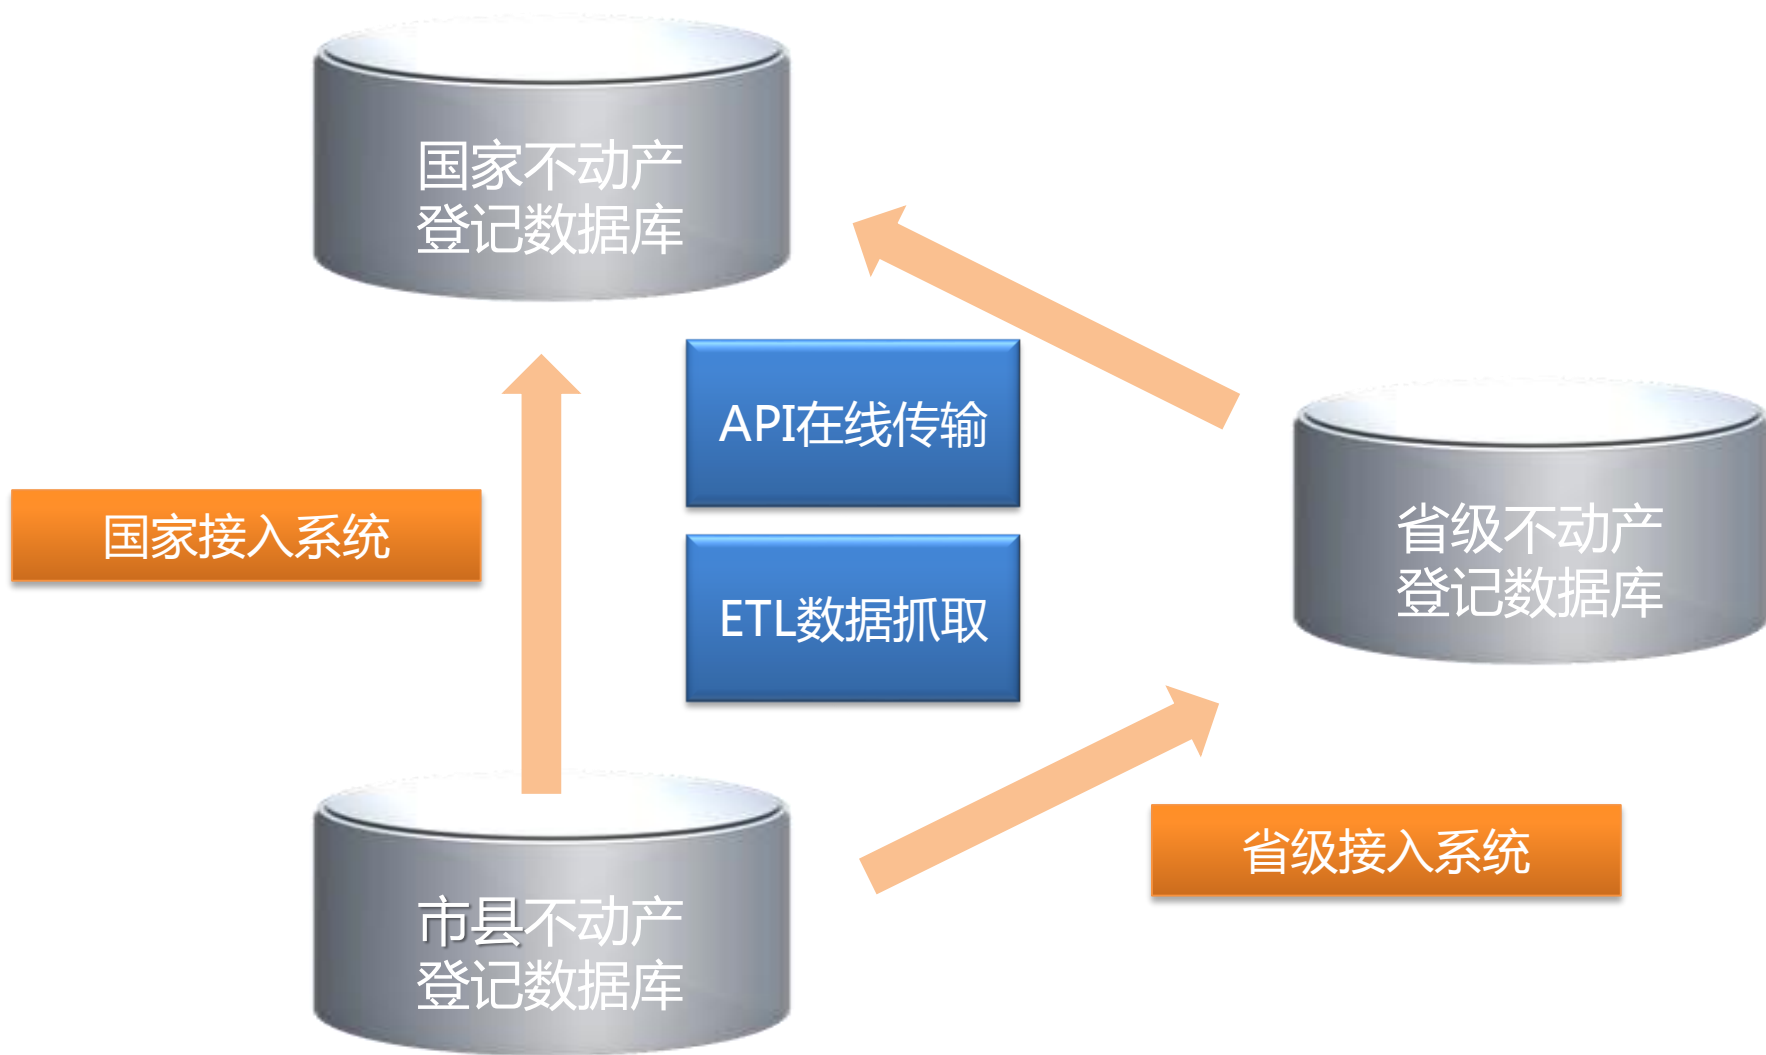 国家不动产
登记数据库
API在线传输
国家接入系统
省级不动产
登记数据库
ETL数据抓取
省级接入系统
市县不动产
登记数据库